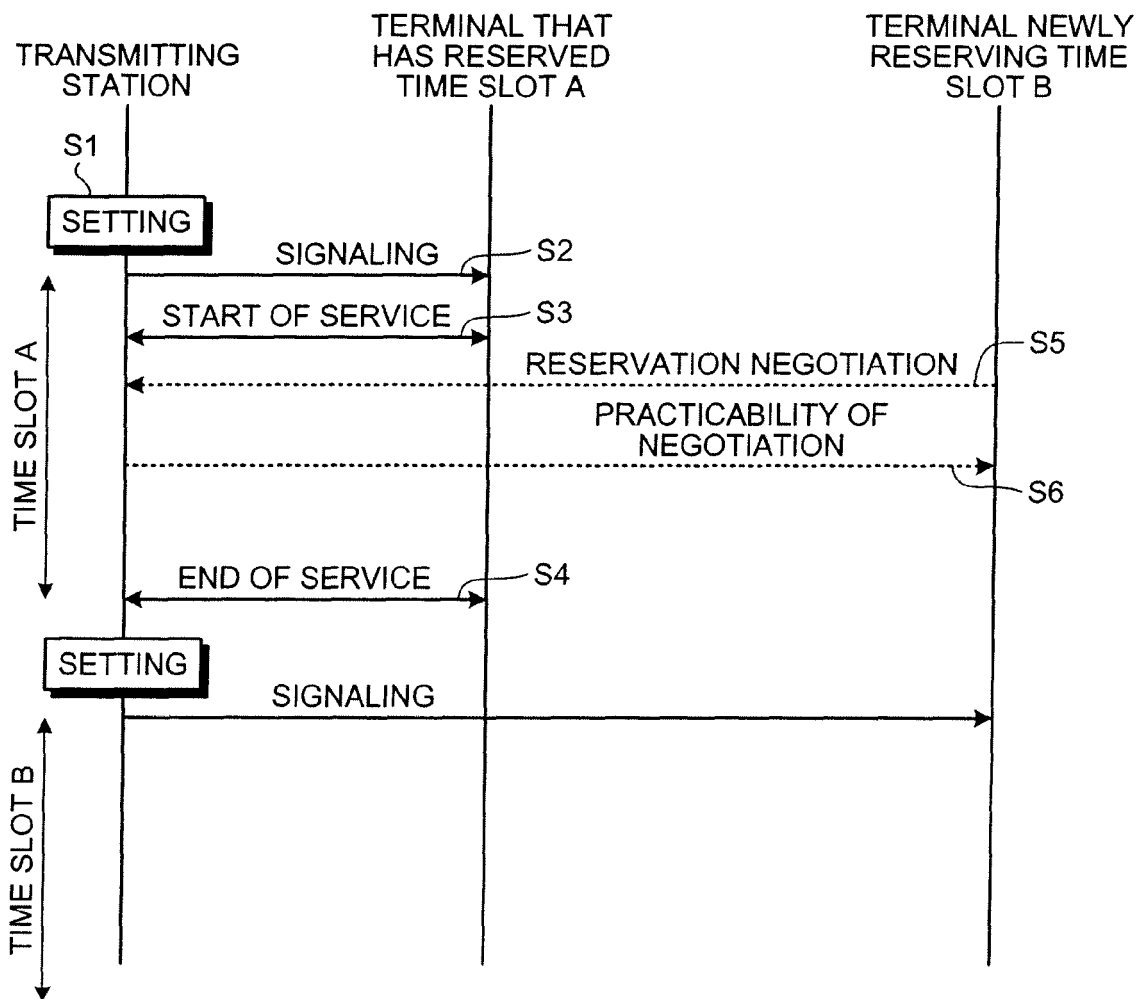 TRANSMITTING
STATION
TERMINAL THAT
HAS RESERVED
TIME SLOT A
TERMINAL NEWLY
RESERVING TIME
SLOT B
S1
SETTING
SIGNALING
S2
START OF SERVICE
S3
RESERVATION NEGOTIATION
S5
PRACTICABILITY OF
NEGOTIATION
S6
TIME SLOT A
END OF SERVICE
S4
SETTING
SIGNALING
TIME SLOT B